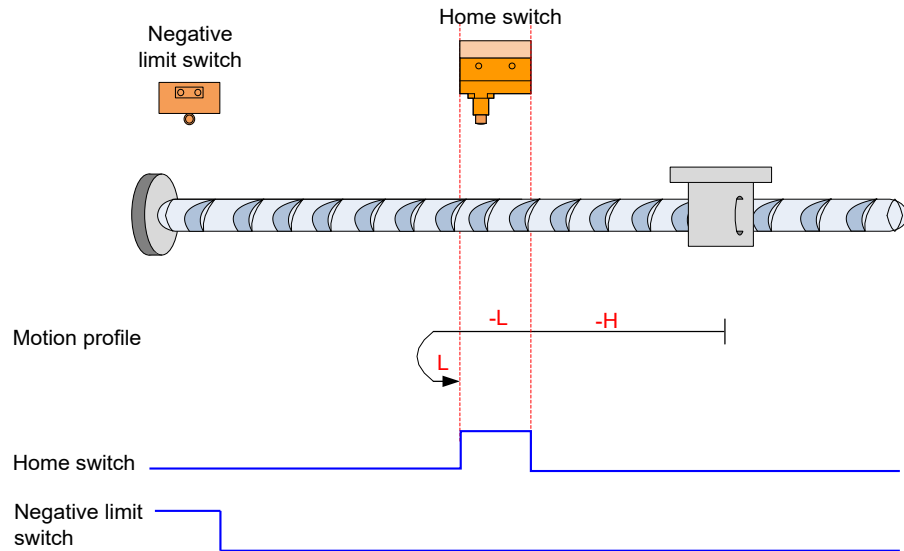 Home switch
Negative
limit switch
-L
-H
Motion profile
L
Home switch
Negative limit
switch